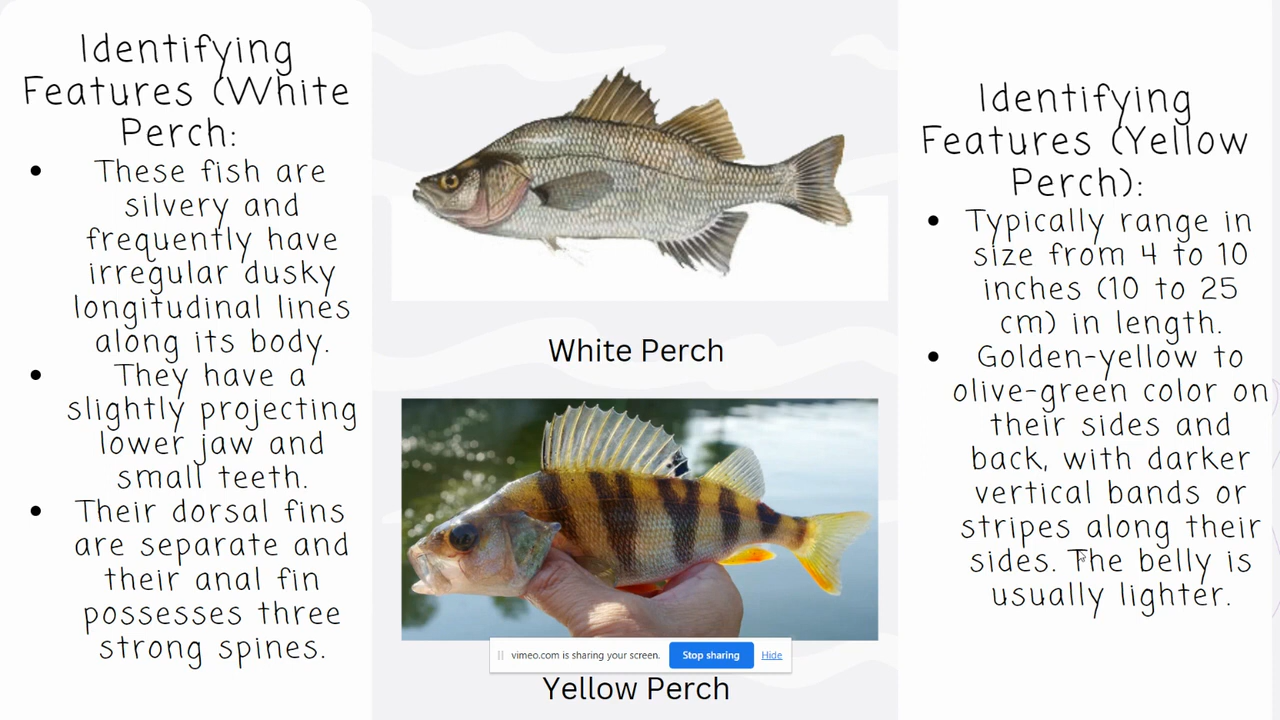 Identifying
Features (White
Perch:
• These fish are
silvery and
frequently have
irregular dusky
longitudinal lines
along its body.
• They have a
slightly projecting
lower jaw and
small teeth.
• Their dorsal fins
are separate and
their anal fin
possesses three
strong spines.
White Perch
vimeo.com is sharing your screen.
Stop sharing
Hide
Yellow Perch
Identifying
Features (Yellow
Perch):
• Typically range in
size from 4 to 10
inches (10 to 25
cm) in length.
• Golden-yellow to
olive-green color on
their sides and
back, with darker
vertical bands or
stripes along their
sides. The belly is
usually lighter.